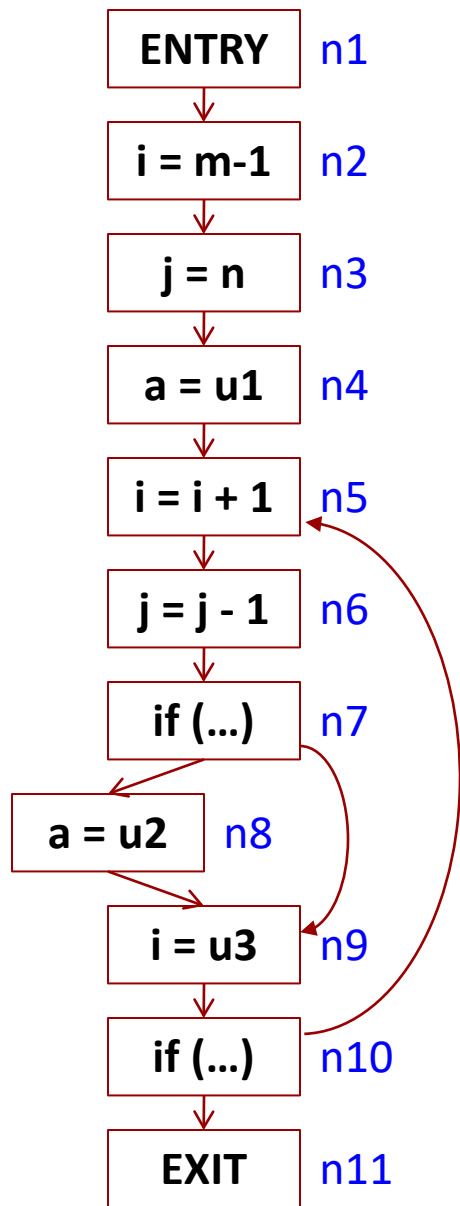 ENTRY n1
i = m-1 n2
j = n n3
a = u1 n4
i = i + 1 n5
j = j - 1 n6
if (...) n7
a = u2 n8
i = u3 n9
if (...) n10
EXIT n11